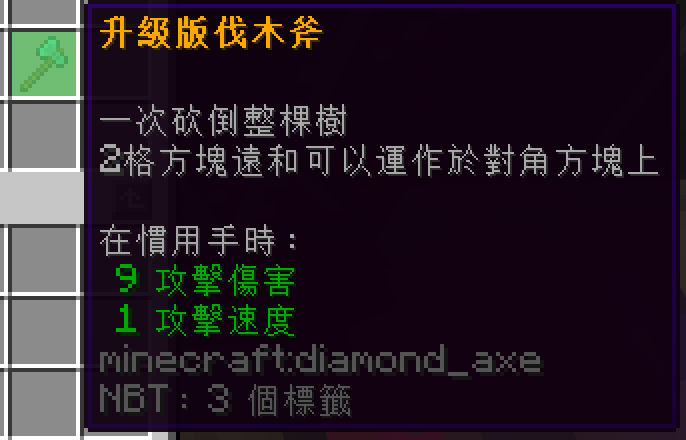 升級版伐木斧
一次砍倒整棵樹
2格方塊遠和可以運作於對角方塊上
在慣用手時：
9 攻擊傷害
1 攻擊速度
minecraft:diamond_axe
NBT: 3 個標籤